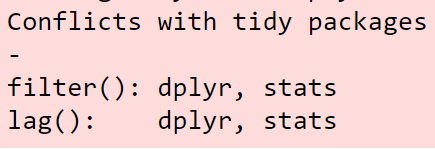 Conflicts with tidy packages
-
filter(): dplyr, stats
lag():    dplyr, stats